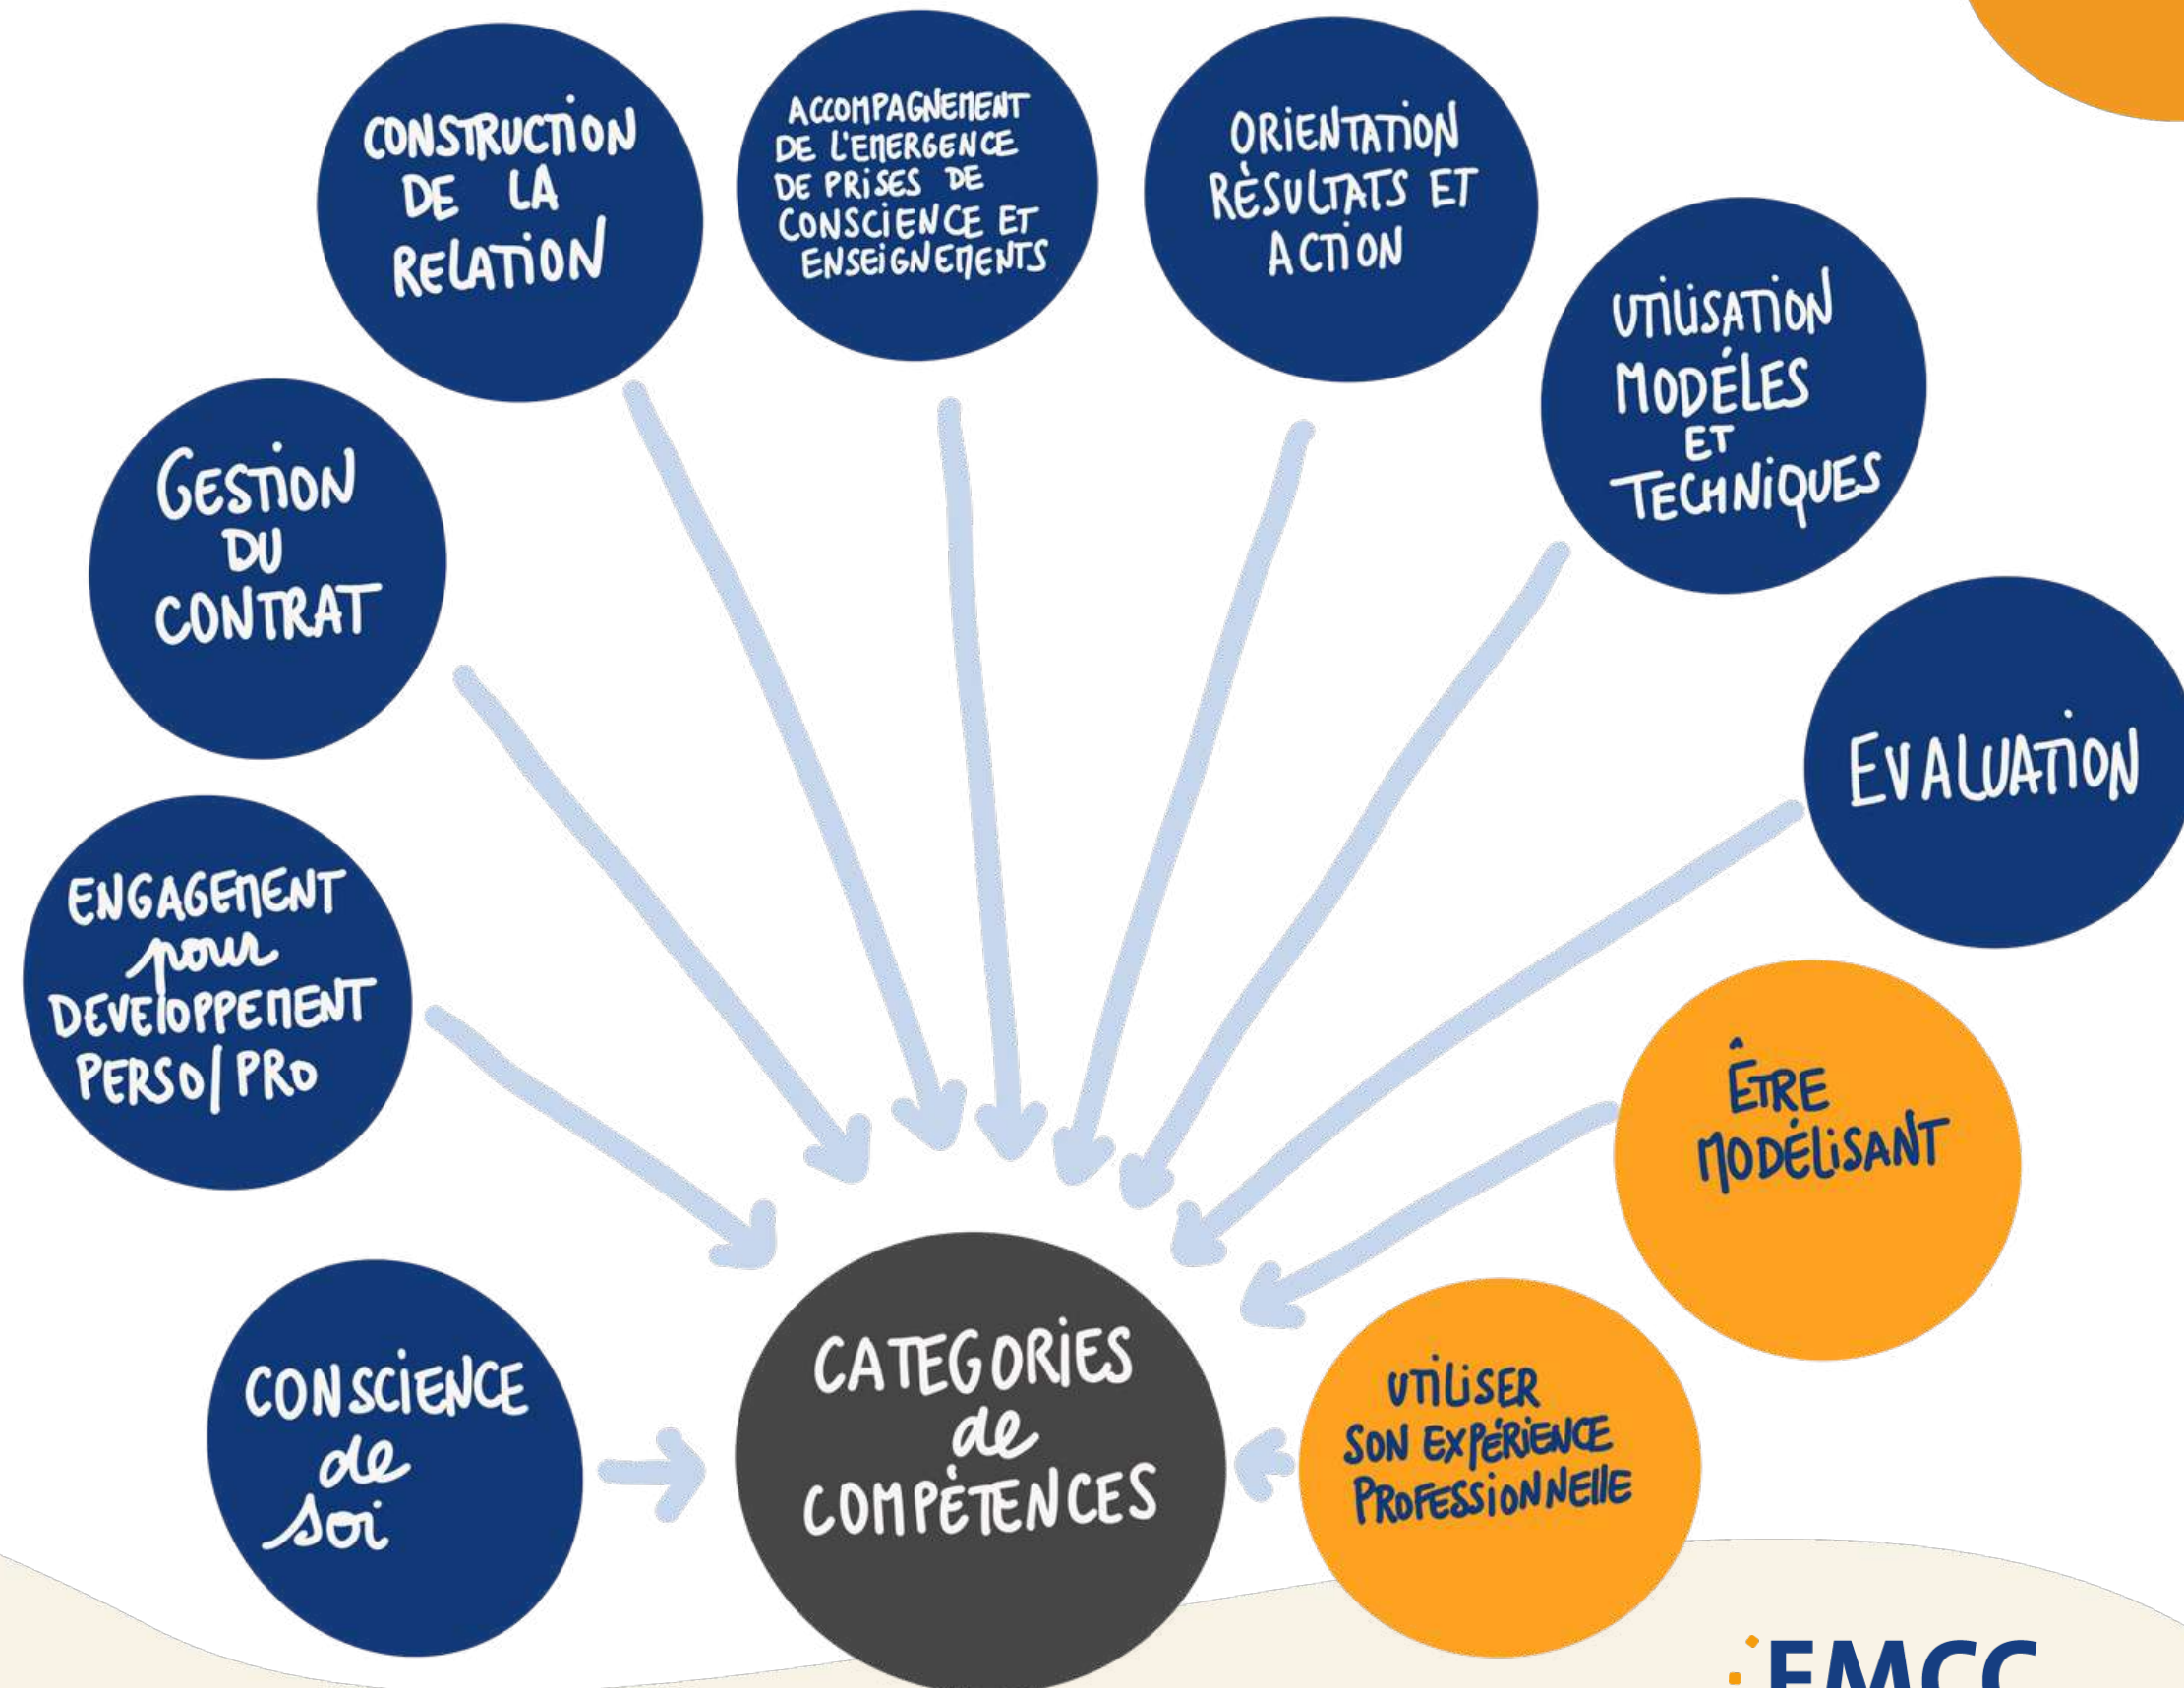 CONSTRUCTION
DE LA
RELATION
ACCOMPAGNEMENT
DE L'EMERGENCE
DE PRISES DE
CONSCIENCE ET
ENSEIGNEMENTS
ORIENTATION
RÉSULTATS ET
ACTION
UTILISATION
MODÉLES
ET
TECHNIQUES
GESTION
DU
CONTRAT
EVALUATION
ENGAGEMENT
pour
DEVELOPPEMENT
PERSO/PRO
ÊTRE
MODÉLISANT
CONSCIENCE
de
soi
CATEGORIES
de
COMPÉTENCES
UTILISER
SON EXPÉRIENCE
PROFESSIONNELLE
EMCC